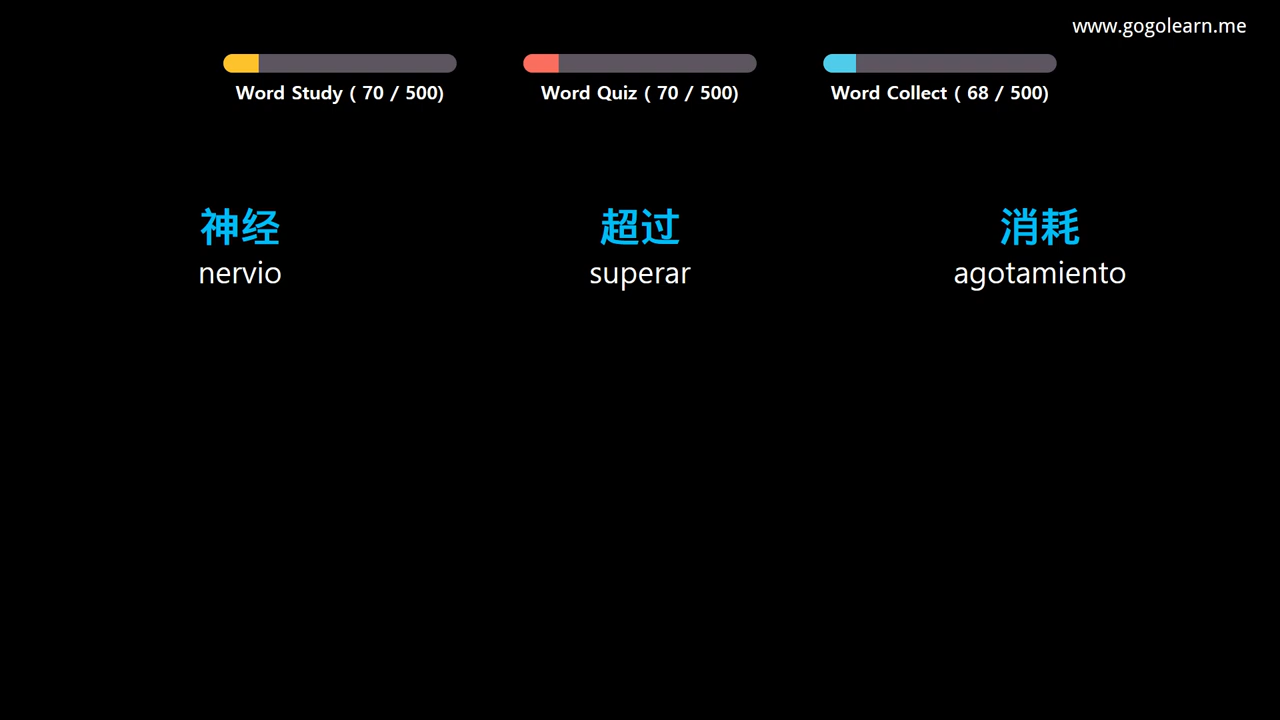 www.gogolearn.me
Word Study ( 70 / 500)
Word Quiz ( 70 / 500)
Word Collect ( 68 / 500)
神经
超过
消耗
nervio
superar
agotamiento